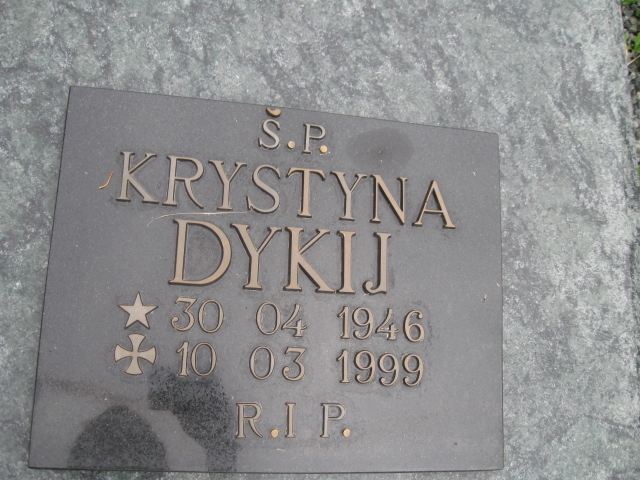 Ś.P.
KRYSTYNA
DYKIJ
30 04 1946
10 03 1999
R.I P.